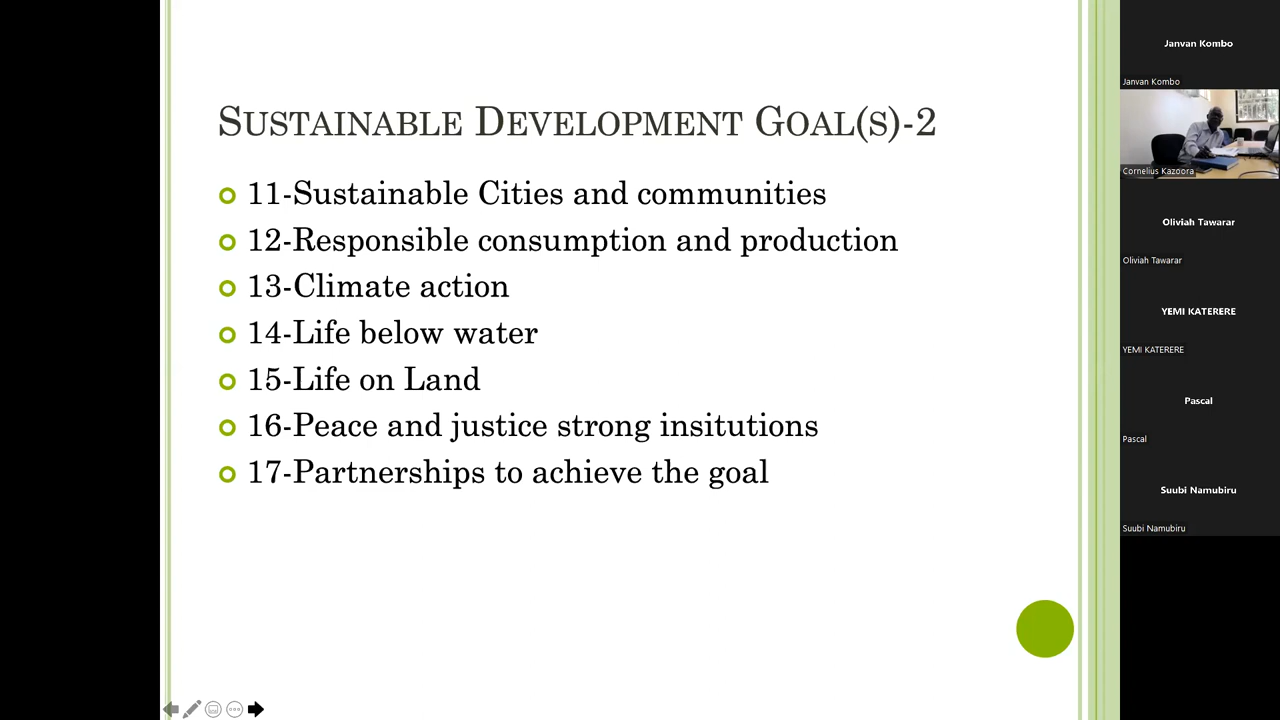 SUSTAINABLE DEVELOPMENT GOAL(S)-2
11-Sustainable Cities and communities
12-Responsible consumption and production
13-Climate action
14-Life below water
15-Life on Land
16-Peace and justice strong insitutions
17-Partnerships to achieve the goal
Janvan Kombo
Janvan Kombo
Cornelius Kazoora
Oliviah Tawarar
Oliviah Tawarar
YEMI KATERERE
YEMI KATERERE
Pascal
Pascal
Suubi Namubiru
Suubi Namubiru